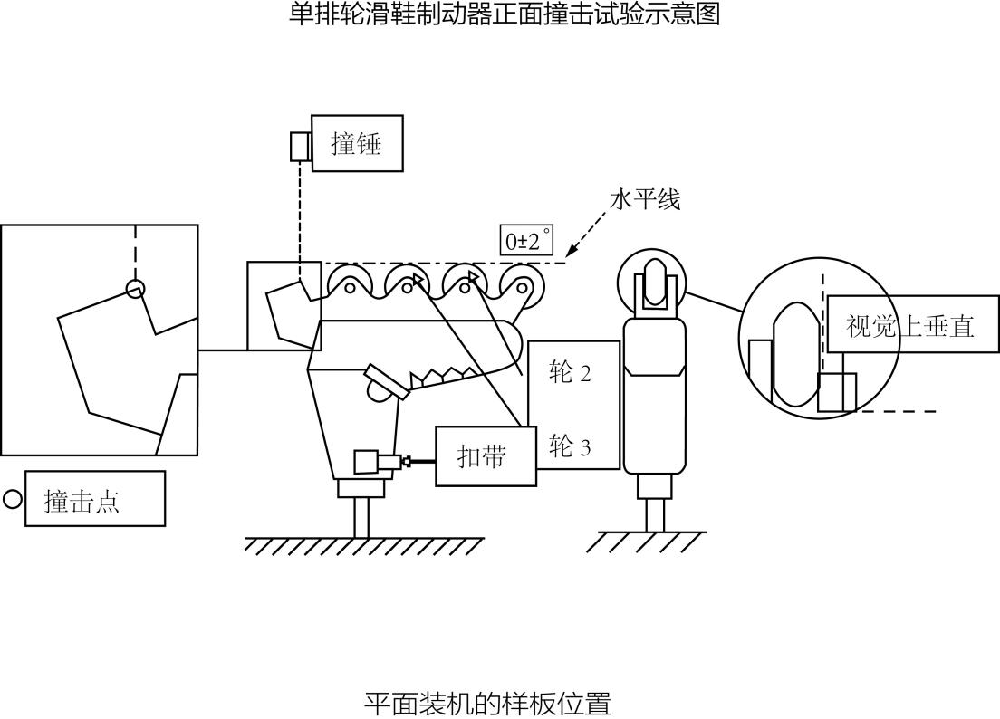 单排轮滑鞋制动器正面撞击试验示意图
撞锤
水平线
0±2°
视觉上垂直
轮 2
轮 3
扣带
撞击点
平面装机的样板位置